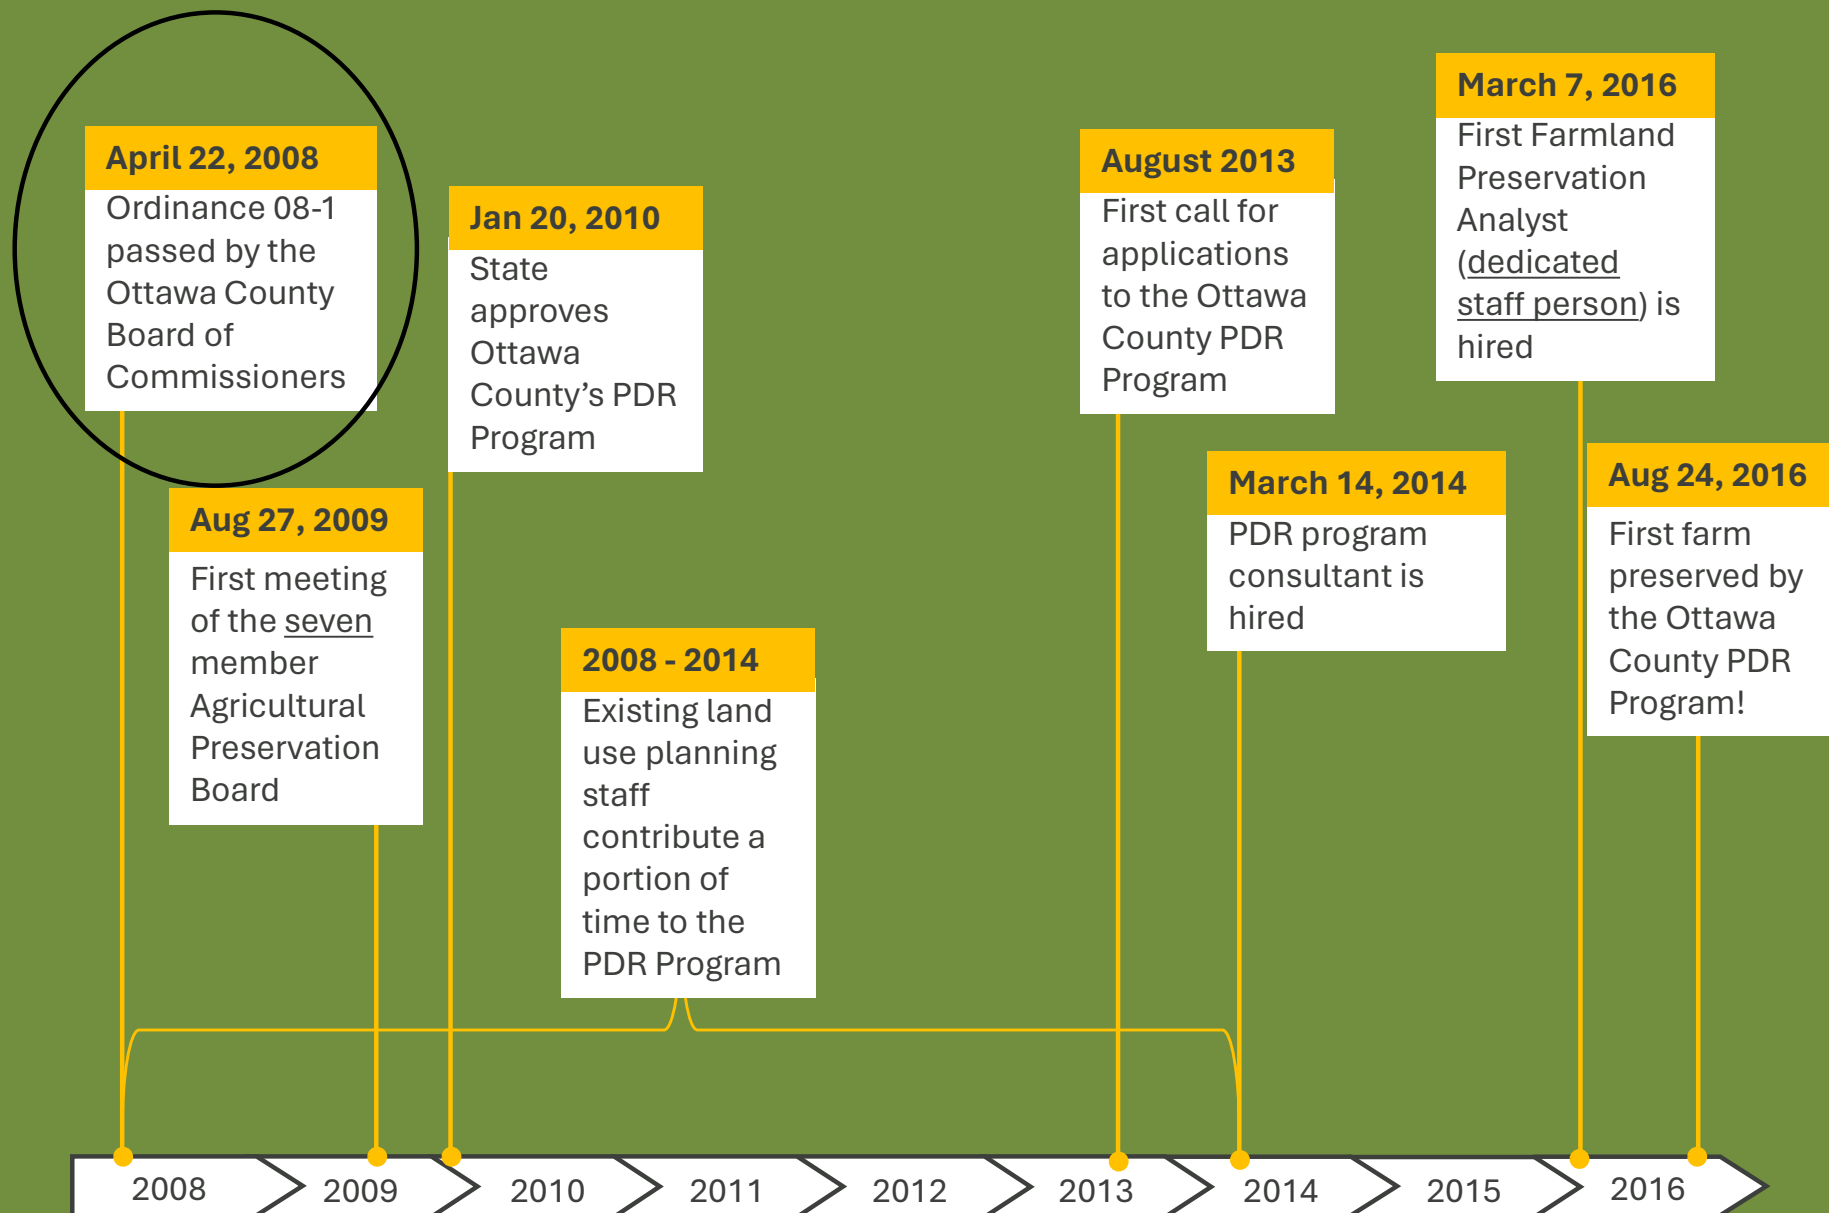 April 22, 2008
Ordinance 08-1
passed by the
Ottawa County
Board of
Commissioners
Aug 27, 2009
First meeting
of the seven
member
Agricultural
Preservation
Board
Jan 20, 2010
State
approves
Ottawa
County’s PDR
Program
2008 - 2014
Existing land
use planning
staff
contribute a
portion of
time to the
PDR Program
August 2013
First call for
applications
to the Ottawa
County PDR
Program
March 14, 2014
PDR program
consultant is
hired
March 7, 2016
First Farmland
Preservation
Analyst
(dedicated
staff person) is
hired
Aug 24, 2016
First farm
preserved by
the Ottawa
County PDR
Program!
2008
2009
2010
2011
2012
2013
2014
2015
2016